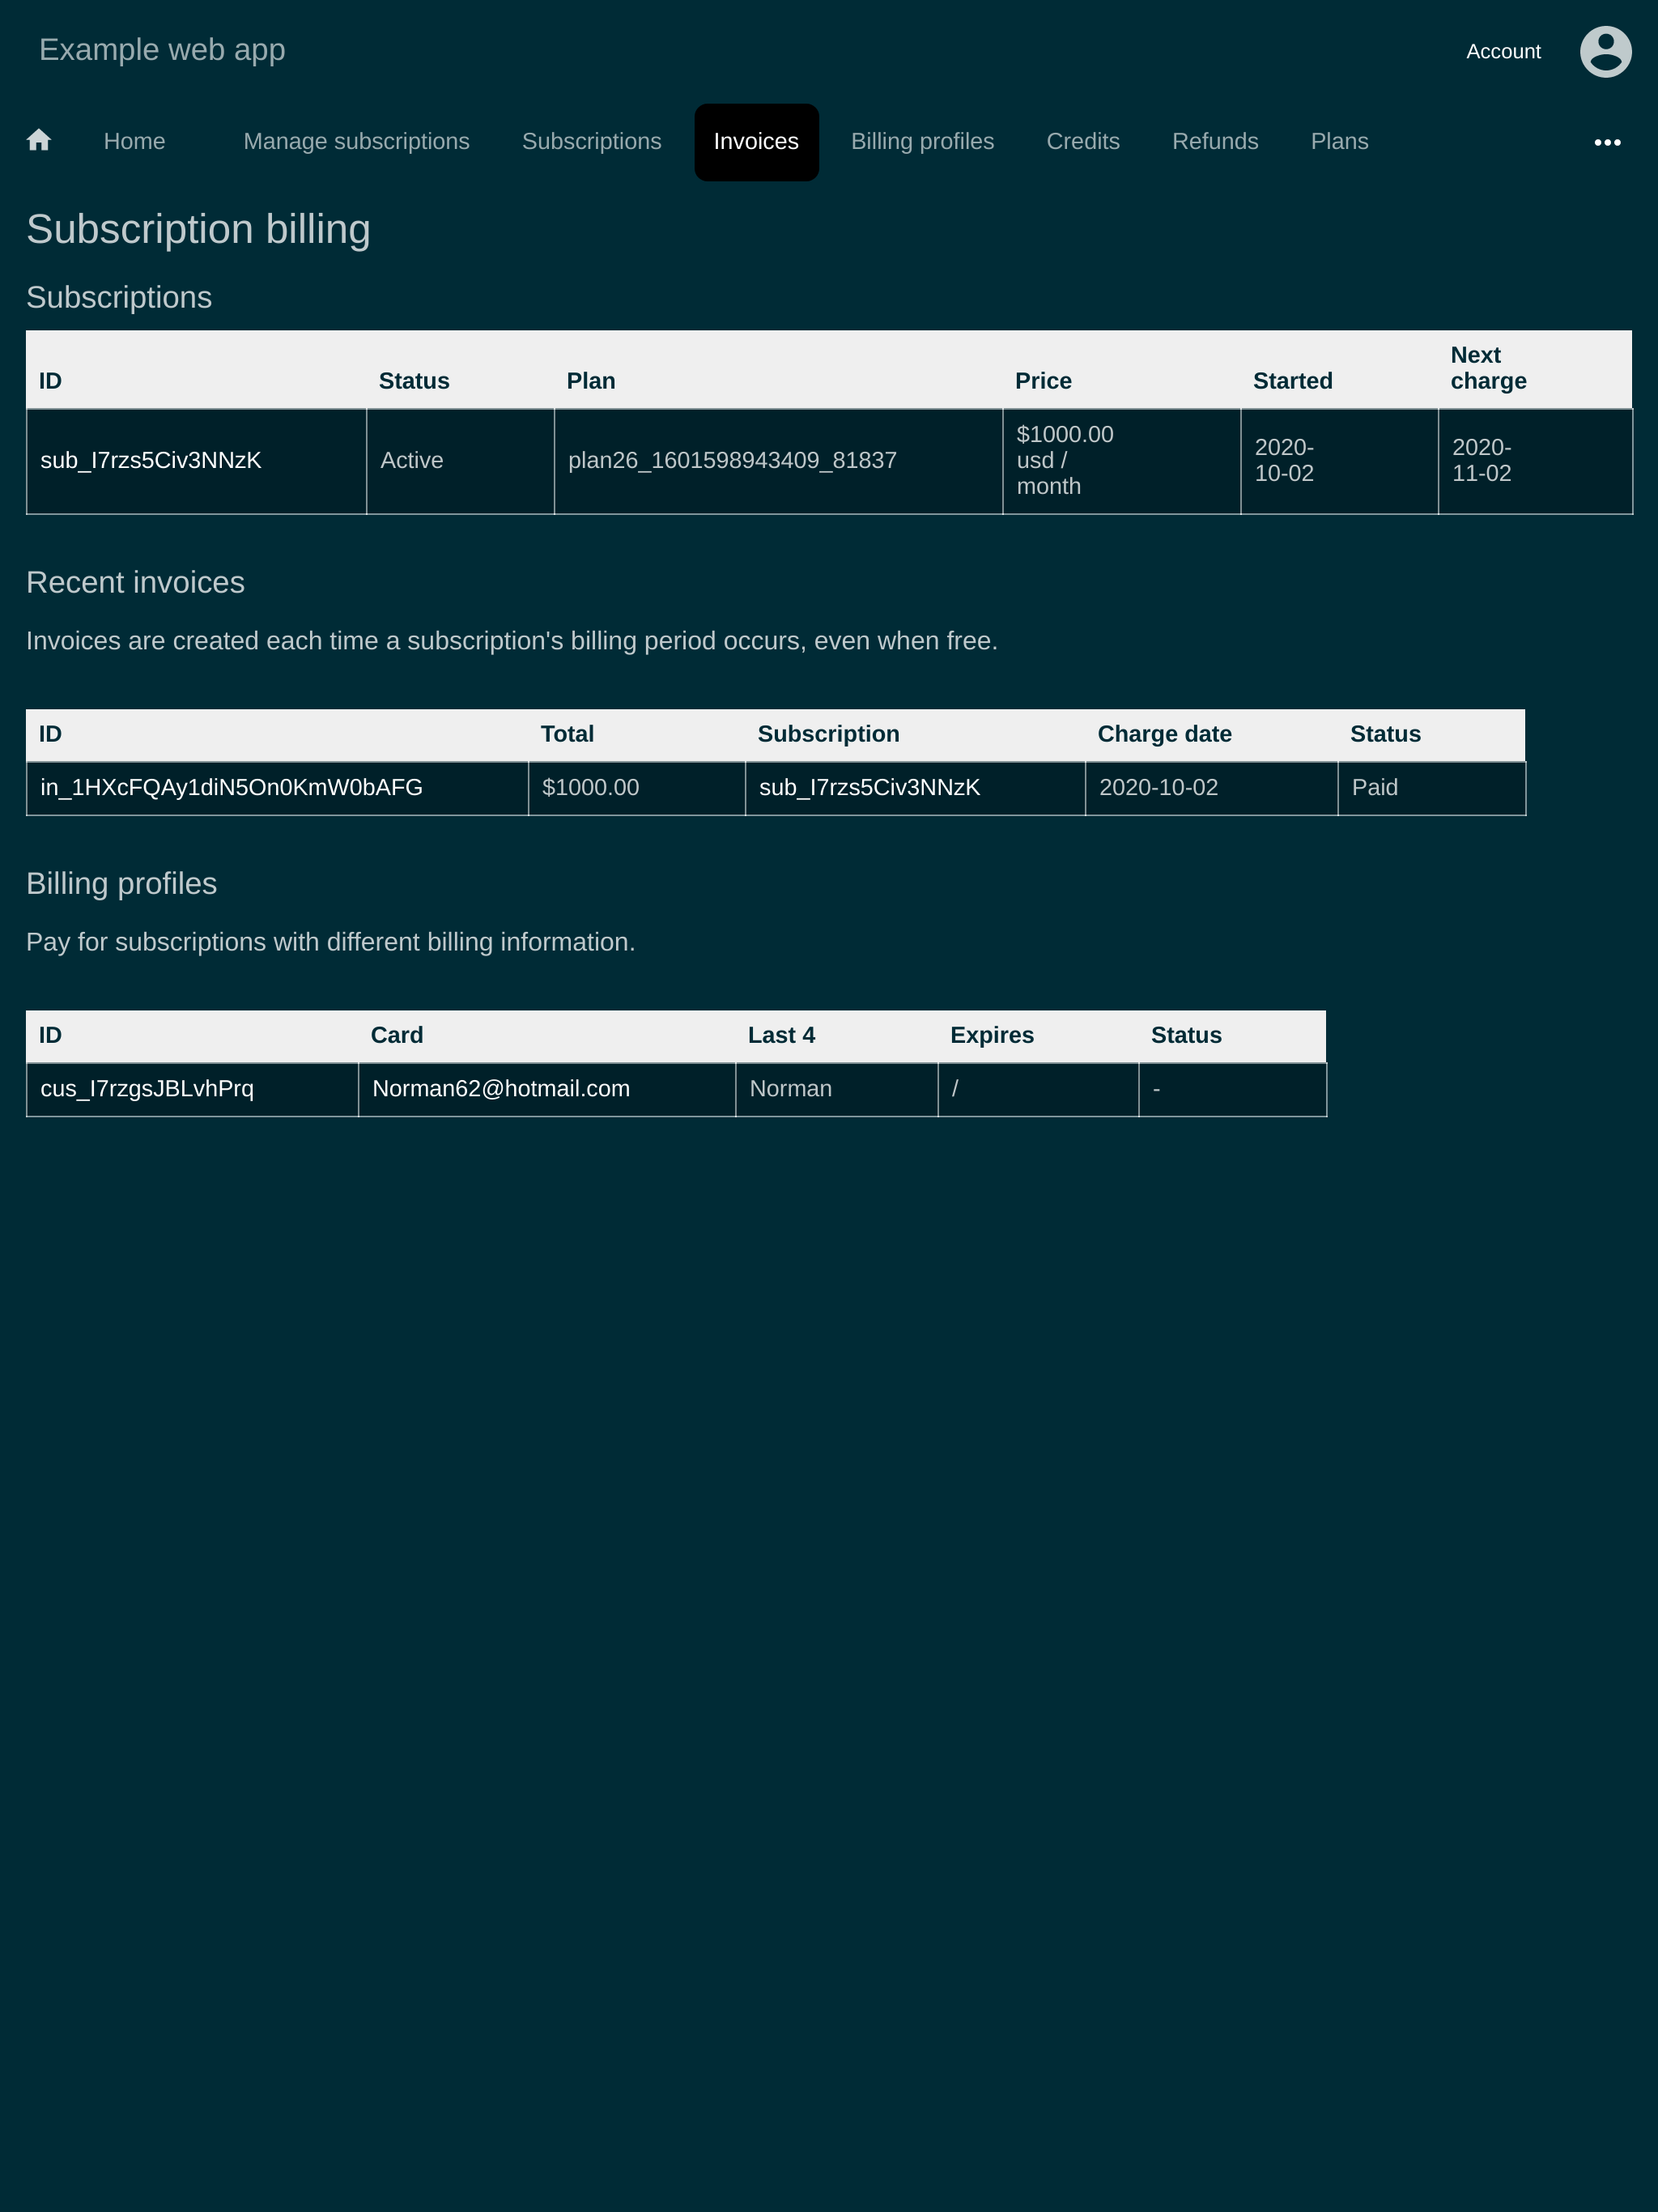 Example web app
Account
Home Manage subscriptions Subscriptions Invoices Billing profiles Credits Refunds Plans
Subscription billing
Subscriptions
ID Status Plan Price Started Next charge
sub_I7rzs5Civ3NNzK Active plan26_1601598943409_81837 $1000.00 usd / month 2020-10-02 2020-11-02
Recent invoices
Invoices are created each time a subscription's billing period occurs, even when free.
ID Total Subscription Charge date Status
in_1HXcFQAy1diN5On0KmW0bAFG $1000.00 sub_I7rzs5Civ3NNzK 2020-10-02 Paid
Billing profiles
Pay for subscriptions with different billing information.
ID Card Last 4 Expires Status
cus_I7rzgsJBLvhPrq Norman62@hotmail.com Norman / -